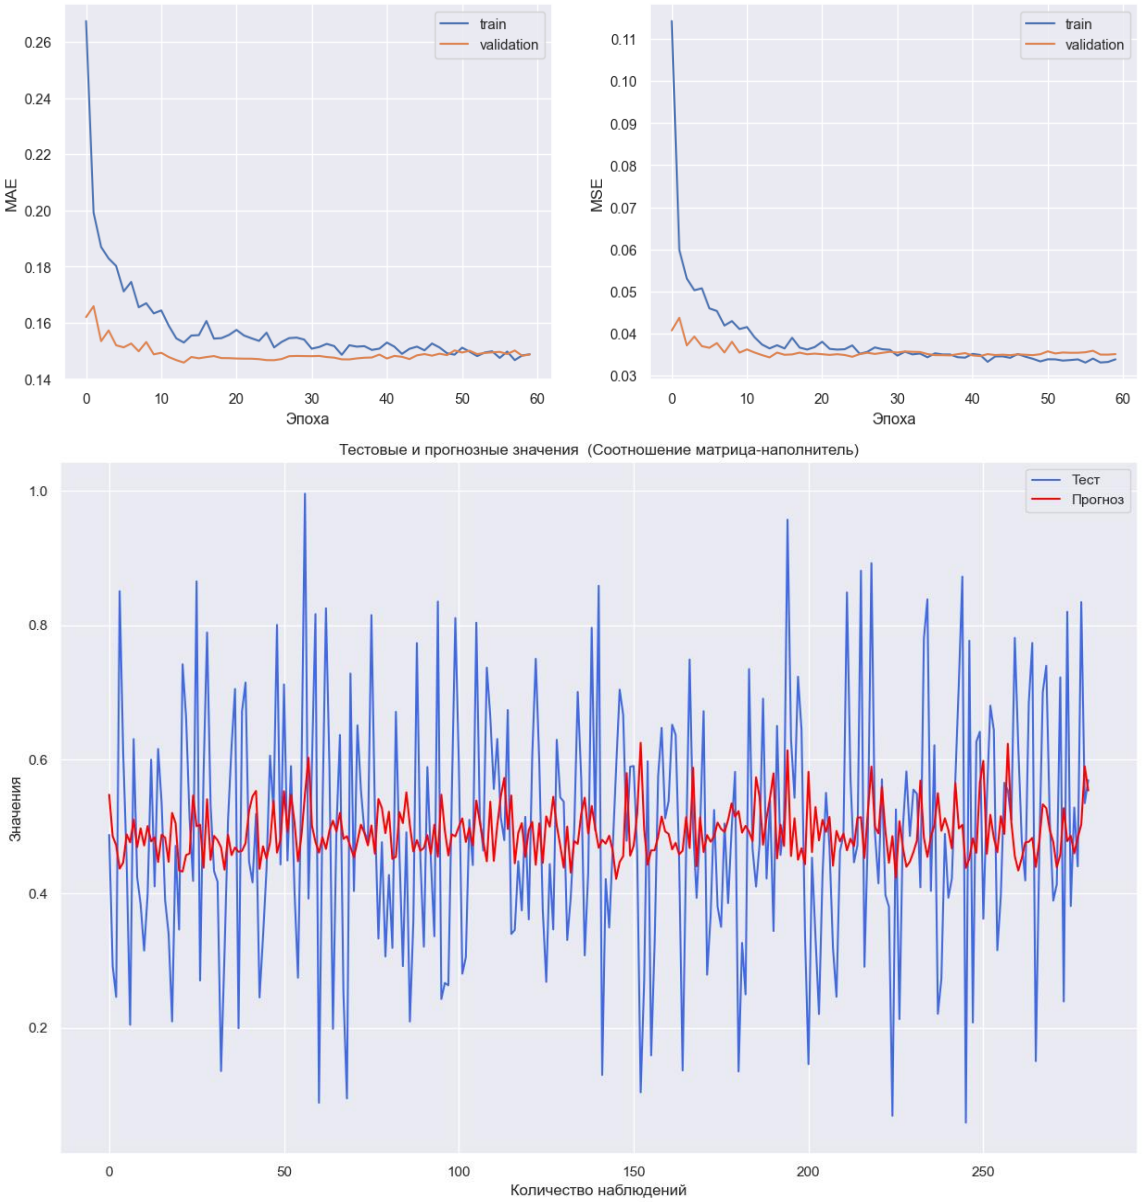 train
validation
0.26
0.24
0.22
0.20
0.18
0.16
0.14
MAE
0 10 20 30 40 50 60
Эпоха
train
validation
0.11
0.10
0.09
0.08
0.07
0.06
0.05
0.04
0.03
MSE
0 10 20 30 40 50 60
Эпоха
Тестовые и прогнозные значения (Соотношение матрица-наполнитель)
Тест
Прогноз
1.0
0.8
0.6
0.4
0.2
Значения
0 50 100 150 200 250
Количество наблюдений